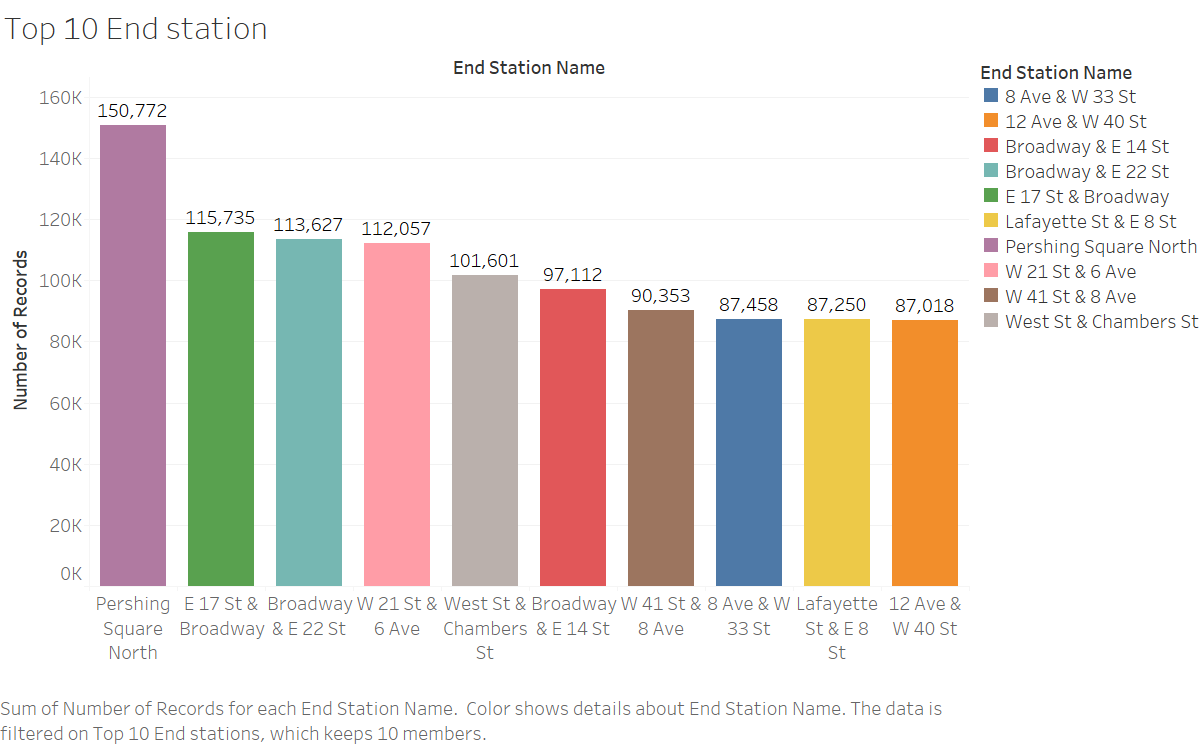 Top 10 End station
End Station Name
160K
140K
120K
100K
80K
60K
40K
20K
0K
Number of Records
150,772
115,735
113,627
112,057
101,601
97,112
90,353
87,458
87,250
87,018
Pershing
Square
North
E 17 St &
Broadway
Broadway
& E 22 St
W 21 St &
6 Ave
West St &
Chambers
St
Broadway
& E 14 St
W 41 St &
8 Ave
8 Ave & W
33 St
Lafayette
St & E 8
St
12 Ave &
W 40 St
End Station Name
8 Ave & W 33 St
12 Ave & W 40 St
Broadway & E 14 St
Broadway & E 22 St
E 17 St & Broadway
Lafayette St & E 8 St
Pershing Square North
W 21 St & 6 Ave
W 41 St & 8 Ave
West St & Chambers St
Sum of Number of Records for each End Station Name.  Color shows details about End Station Name. The data is
filtered on Top 10 End stations, which keeps 10 members.